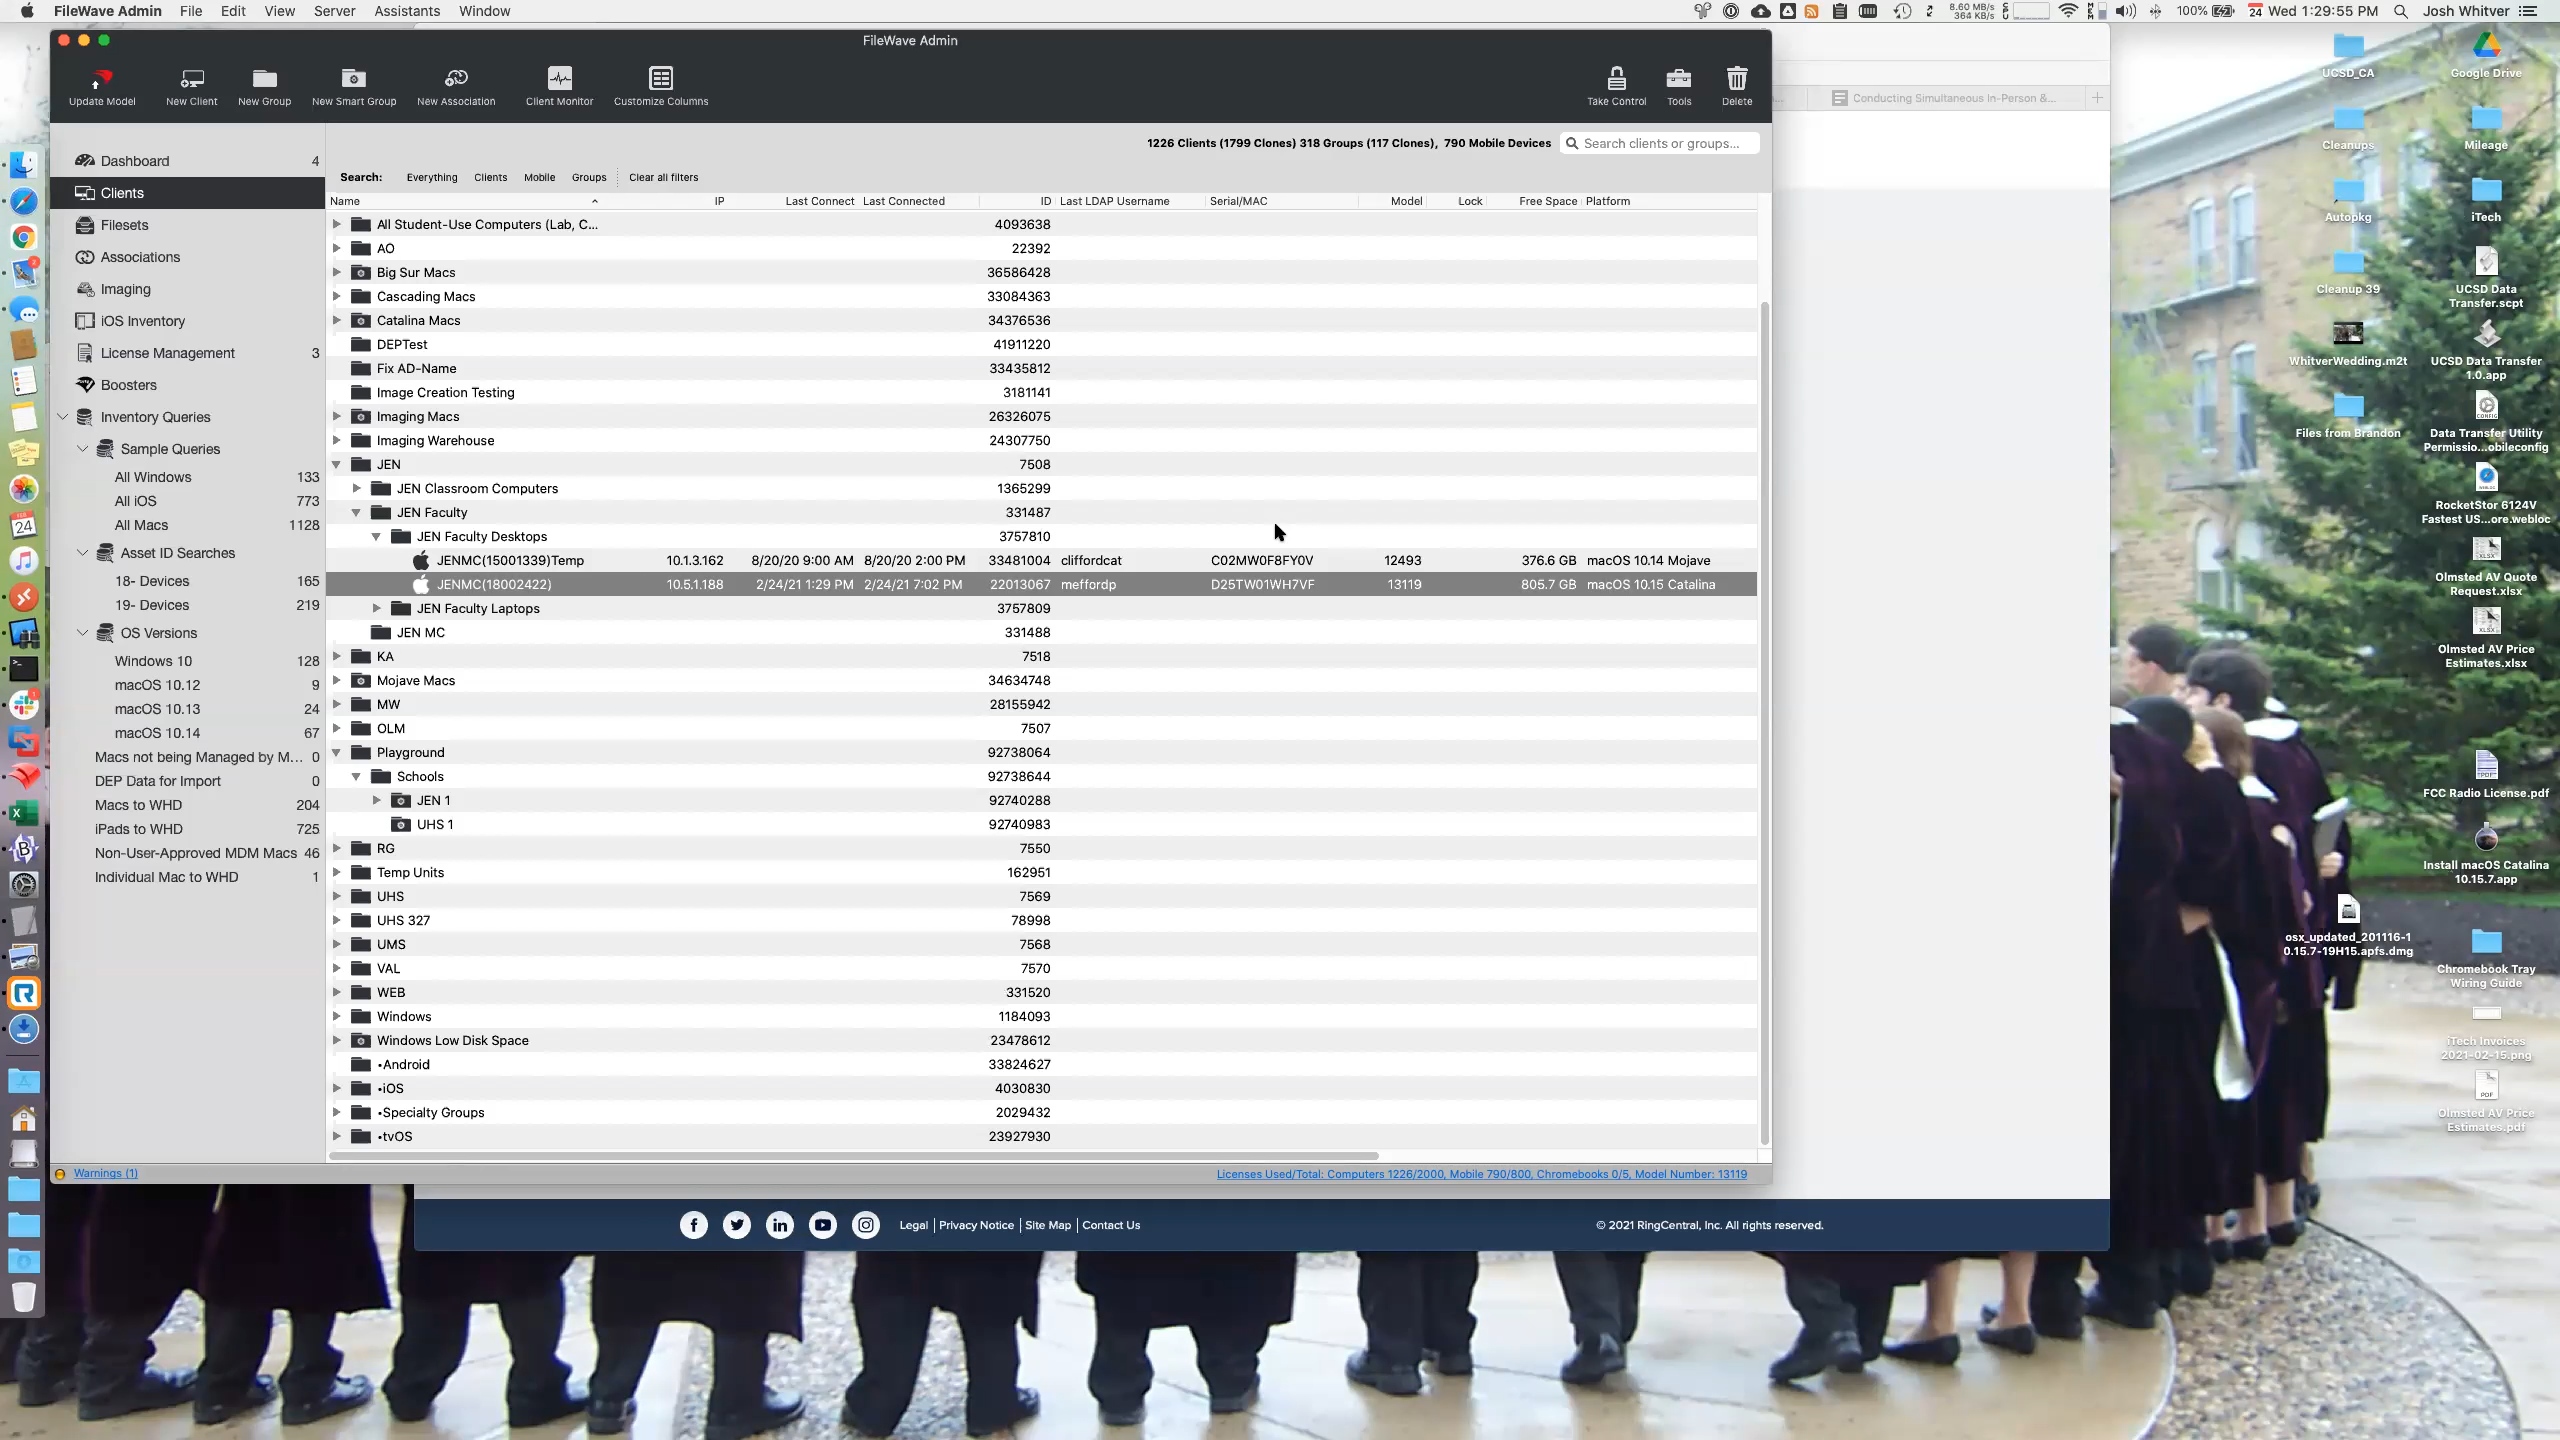 FileWave Admin File Edit View Server Assistants Window
8.60 MB/s
364 KB/s
100% 24 Wed 1:29:55 PM Josh Whitver
FileWave Admin
Update Model New Client New Group New Smart Group New Association Client Monitor Customize Columns Take Control Tools Delete
Conducting Simultaneous In-Person &...
1226 Clients (1799 Clones) 318 Groups (117 Clones), 790 Mobile Devices Search clients or groups...
Search: Everything Clients Mobile Groups Clear all filters
Name IP Last Connect Last Connected ID Last LDAP Username Serial/MAC Model Lock Free Space Platform
Dashboard 4
Clients
Filesets
Associations
Imaging
iOS Inventory
License Management 3
Boosters
Inventory Queries
Sample Queries
All Windows 133
All iOS 773
All Macs 1128
Asset ID Searches
18- Devices 165
19- Devices 219
OS Versions
Windows 10 128
macOS 10.12 9
macOS 10.13 24
macOS 10.14 67
Macs not being Managed by M... 0
DEP Data for Import 0
Macs to WHD 204
iPads to WHD 725
Non-User-Approved MDM Macs 46
Individual Mac to WHD 1
All Student-Use Computers (Lab, C... 4093638
AO 22392
Big Sur Macs 36586428
Cascading Macs 33084363
Catalina Macs 34376536
DEPTest 41911220
Fix AD-Name 33435812
Image Creation Testing 3181141
Imaging Macs 26326075
Imaging Warehouse 24307750
JEN 7508
JEN Classroom Computers 1365299
JEN Faculty 331487
JEN Faculty Desktops 3757810
JENMC(15001339)Temp 10.1.3.162 8/20/20 9:00 AM 8/20/20 2:00 PM 33481004 cliffordcat C02MW0F8FY0V 12493 376.6 GB macOS 10.14 Mojave
JENMC(18002422) 10.5.1.188 2/24/21 1:29 PM 2/24/21 7:02 PM 22013067 meffordp D25TW01WH7VF 13119 805.7 GB macOS 10.15 Catalina
JEN Faculty Laptops 3757809
JEN MC 331488
KA 7518
Mojave Macs 34634748
MW 28155942
OLM 7507
Playground 92738064
Schools 92738644
JEN 1 92740288
UHS 1 92740983
RG 7550
Temp Units 162951
UHS 7569
UHS 327 78998
UMS 7568
VAL 7570
WEB 331520
Windows 1184093
Windows Low Disk Space 23478612
•Android 33824627
•iOS 4030830
•Specialty Groups 2029432
•tvOS 23927930
Warnings (1) Licenses Used/Total: Computers 1226/2000, Mobile 790/800, Chromebooks 0/5, Model Number: 13119
Legal Privacy Notice Site Map Contact Us © 2021 RingCentral, Inc. All rights reserved.
UCSD_CA
Cleanups
Autopkg
Cleanup 39
WhitverWedding.m2t
Files from Brandon
osx_updated_201116-1
0.15.7-19H15.apfs.dmg
Google Drive
Mileage
iTech
UCSD Data
Transfer.scpt
UCSD Data Transfer
1.0.app
Data Transfer Utility
Permissio...obileconfig
RocketStor 6124V
Fastest US...ore.webloc
Olmsted AV Quote
Request.xlsx
Olmsted AV Price
Estimates.xlsx
FCC Radio License.pdf
Install macOS Catalina
10.15.7.app
Chromebook Tray
Wiring Guide
iTech Invoices
2021-02-15.png
Olmsted AV Price
Estimates.pdf